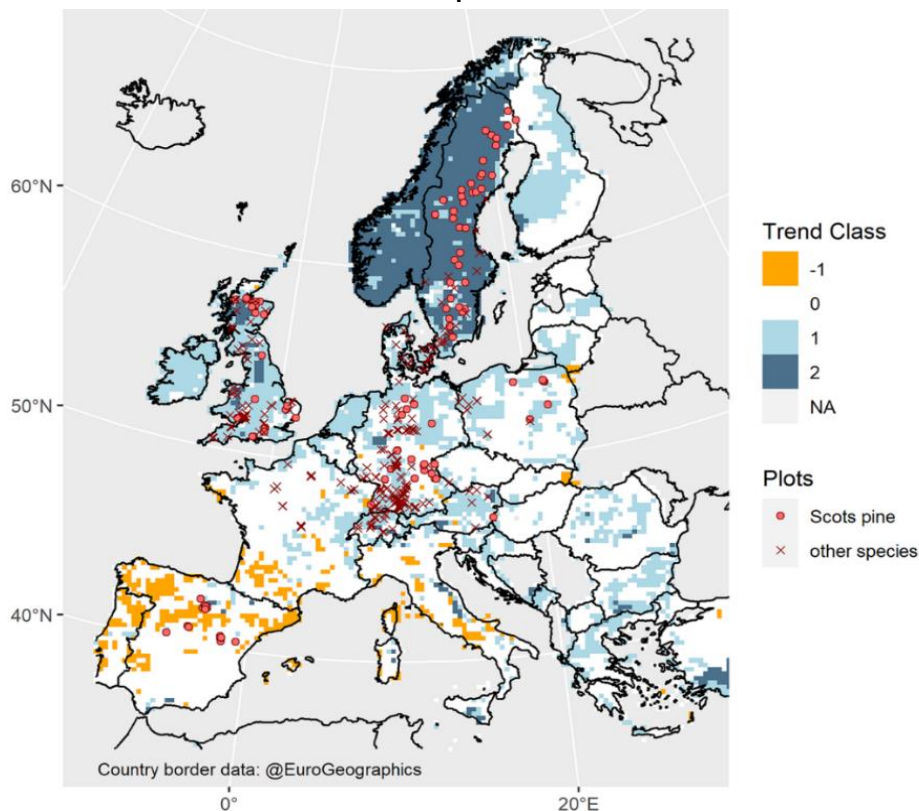 60°N
50°N
40°N
0°
20°E
Country border data: @EuroGeographics
Trend Class
-1
0
1
2
NA
Plots
Scots pine
other species